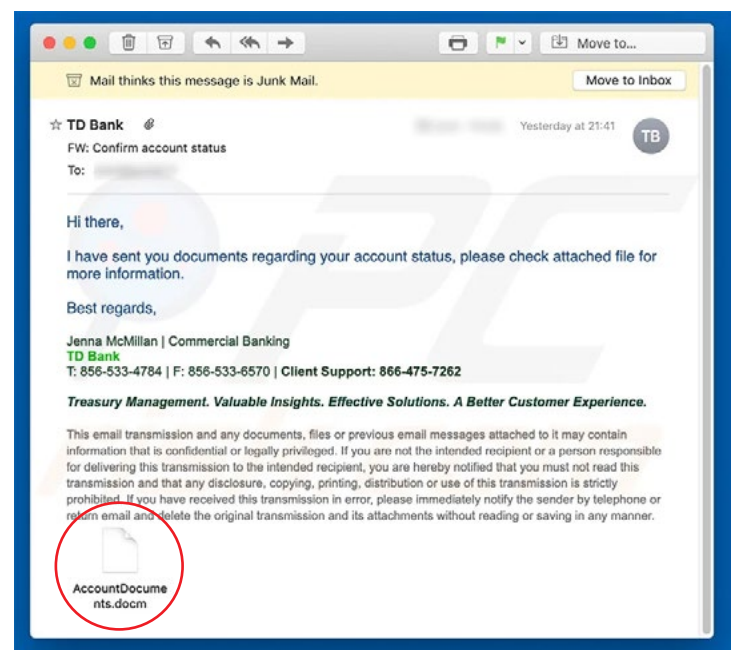 Move to...
Mail thinks this message is Junk Mail.
Move to Inbox
TD Bank
Yesterday at 21:41
TB
FW: Confirm account status
To:
Hi there,
I have sent you documents regarding your account status, please check attached file for
more information.
Best regards,
Jenna McMillan | Commercial Banking
TD Bank
T: 856-533-4784 | F: 856-533-6570 | Client Support: 866-475-7262
Treasury Management. Valuable Insights. Effective Solutions. A Better Customer Experience.
This email transmission and any documents, files or previous email messages attached to it may contain
information that is confidential or legally privileged. If you are not the intended recipient or a person responsible
for delivering this transmission to the intended recipient, you are hereby notified that you must not read this
transmission and that any disclosure, copying, printing, distribution or use of this transmission is strictly
prohibited. If you have received this transmission in error, please immediately notify the sender by telephone or
return email and delete the original transmission and its attachments without reading or saving in any manner.
AccountDocume
nts.docm